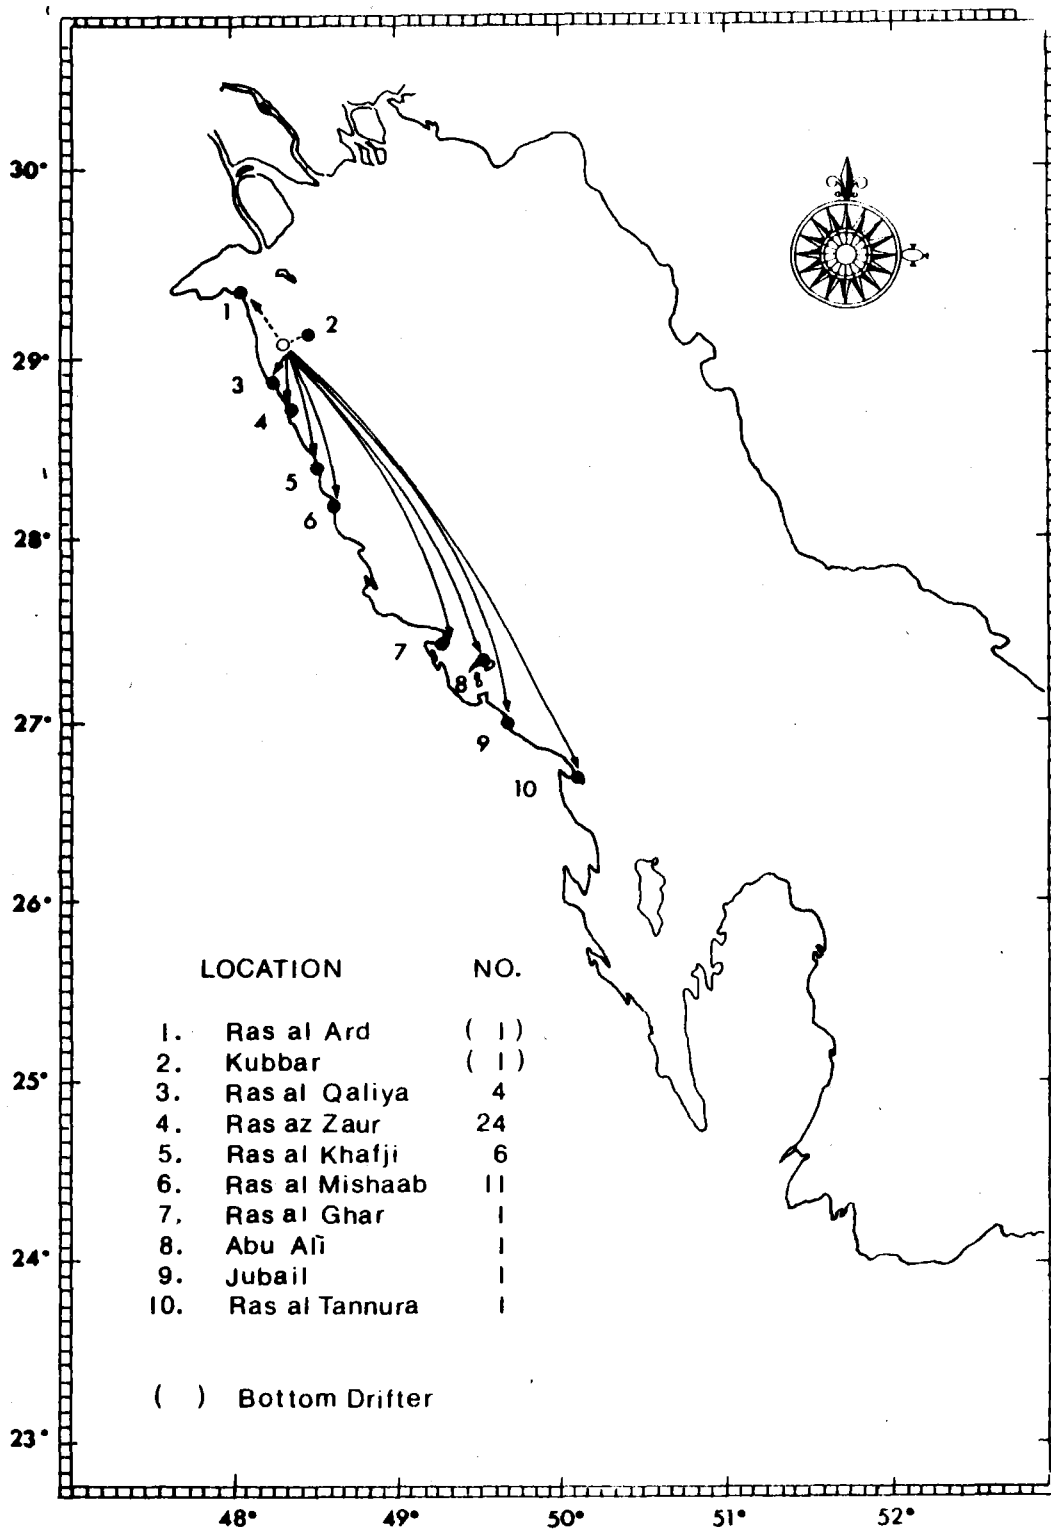 30°
29°
28°
27°
26°
25°
24°
23°
1
2
3
4
5
6
7
8
9
10
LOCATION NO.
1. Ras al Ard ( 1 )
2. Kubbar ( 1 )
3. Ras al Qaliya 4
4. Ras az Zaur 24
5. Ras al Khafji 6
6. Ras al Mishaab 11
7. Ras al Ghar 1
8. Abu Ali 1
9. Jubail 1
10. Ras al Tannura 1
( ) Bottom Drifter
48° 49° 50° 51° 52°